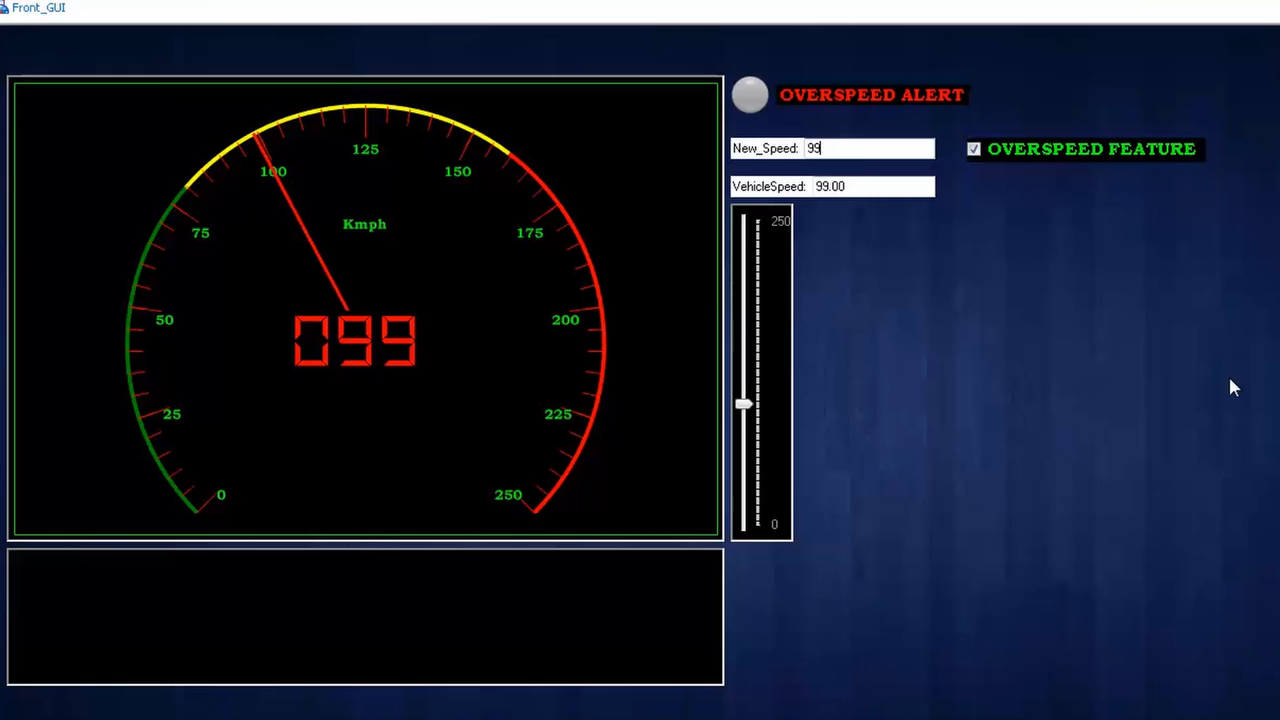 Front_GUI
OVERSPEED ALERT
New_Speed: 99
OVERSPEED FEATURE
VehicleSpeed: 99.00
125
100
150
Kmph
75
175
50
200
099
25
225
0
250
250
0